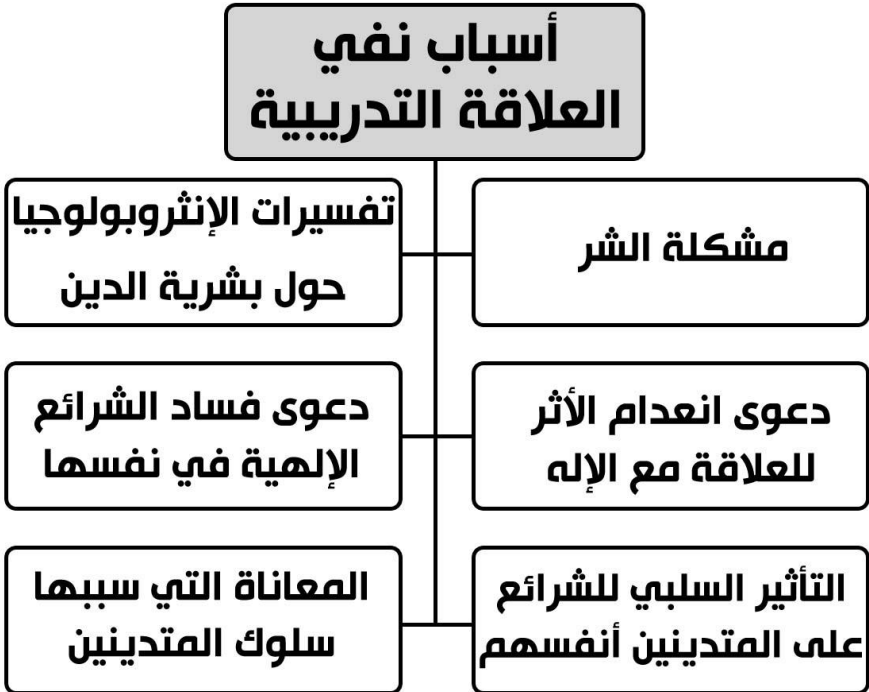 أسباب نفي
العلاقة التدريبية
مشكلة الشر
تفسيرات الإنثروبولوجيا
حول بشرية الدين
دعوى انعدام الأثر
للعلاقة مع الإله
دعوى فساد الشرائع
الإلهية في نفسها
التأثير السلبي للشرائع
على المتدينين أنفسهم
المعاناة التي سببها
سلوك المتدينين